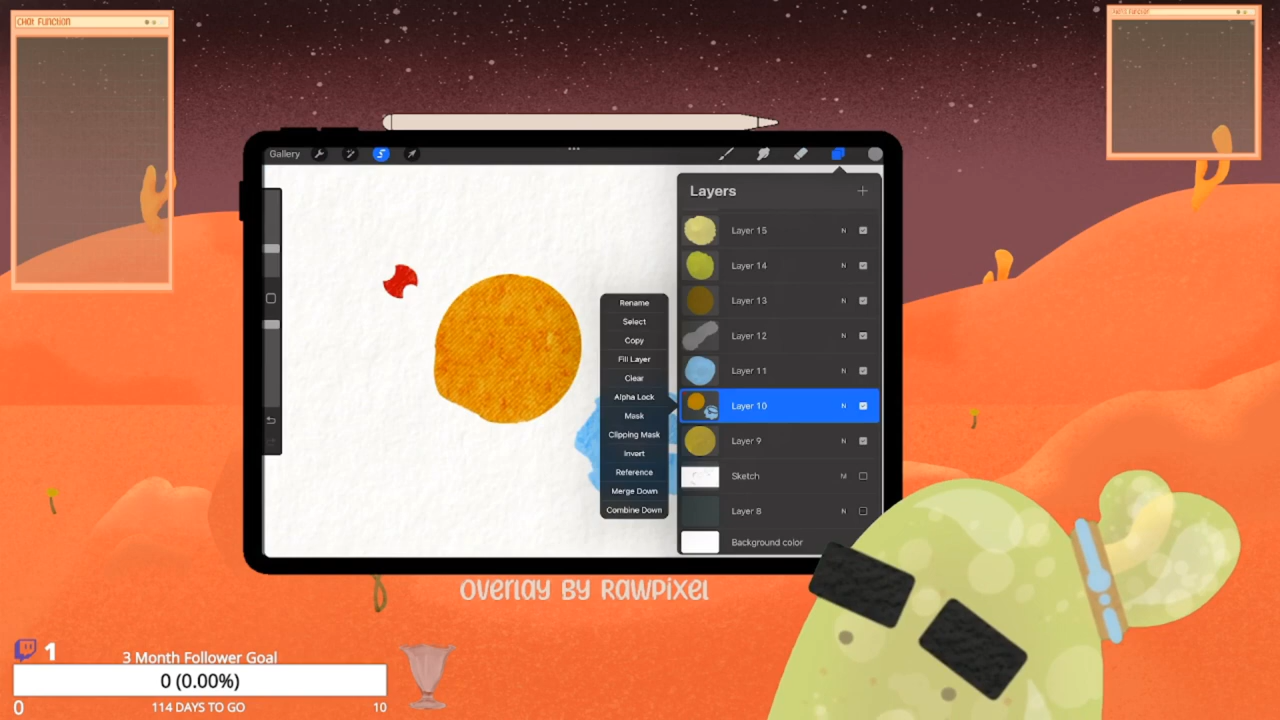 Chat Function
Gallery
Layers
Layer 15 N
Layer 14 N
Layer 13 N
Layer 12 N
Layer 11 N
Layer 10 N
Layer 9 N
Sketch M
Layer 8 N
Background color
Rename
Select
Copy
Fill Layer
Clear
Alpha Lock
Mask
Clipping Mask
Invert
Reference
Merge Down
Combine Down
Overlay by Rawpixel
1
3 Month Follower Goal
0 (0.00%)
0 114 DAYS TO GO 10